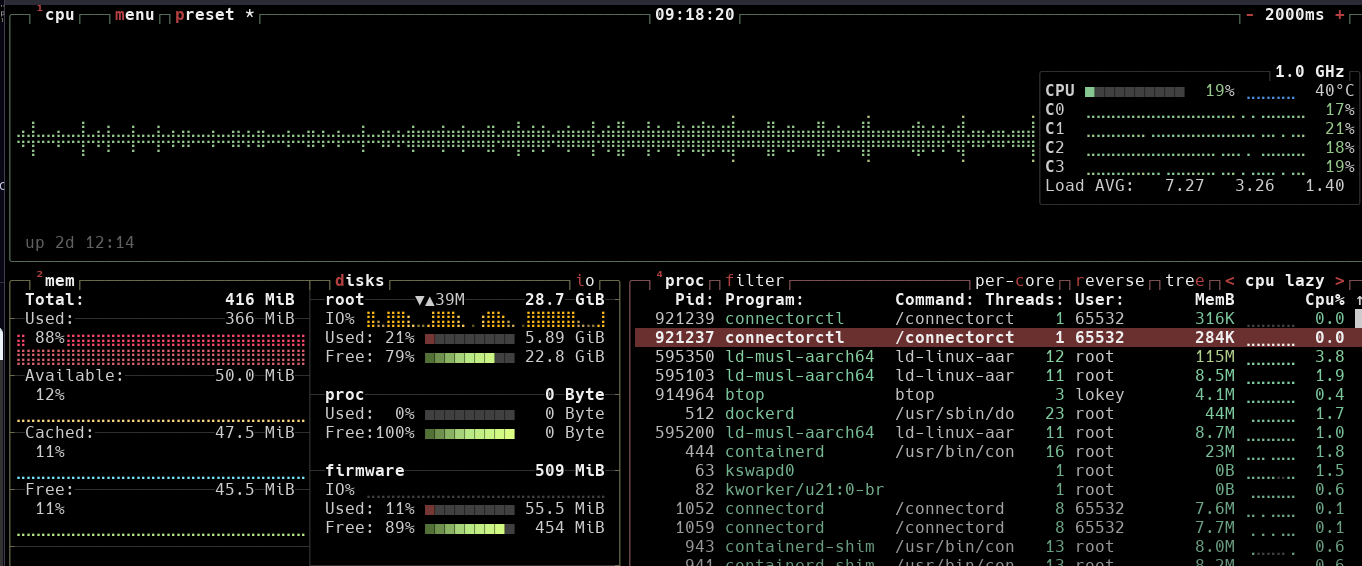 ¹cpu menu preset * 09:18:20 - 2000ms +
1.0 GHz
CPU 19% 40°C
C0 17%
C1 21%
C2 18%
C3 19%
Load AVG: 7.27 3.26 1.40
up 2d 12:14
²mem disks io
Total: 416 MiB
Used: 366 MiB
88%
Available: 50.0 MiB
12%
Cached: 47.5 MiB
11%
Free: 45.5 MiB
11%
root ▼▲39M 28.7 GiB
IO%
Used: 21% 5.89 GiB
Free: 79% 22.8 GiB
proc 0 Byte
Used: 0% 0 Byte
Free:100% 0 Byte
firmware 509 MiB
IO%
Used: 11% 55.5 MiB
Free: 89% 454 MiB
⁴proc filter per-core reverse tree < cpu lazy >
Pid: Program: Command: Threads: User: MemB Cpu% ↑
921239 connectorctl /connectorct 1 65532 316K 0.0
921237 connectorctl /connectorct 1 65532 284K 0.0
595350 ld-musl-aarch64 ld-linux-aar 12 root 115M 3.8
595103 ld-musl-aarch64 ld-linux-aar 11 root 8.5M 1.9
914964 btop btop 3 lokey 4.1M 0.4
512 dockerd /usr/sbin/do 23 root 44M 1.7
595200 ld-musl-aarch64 ld-linux-aar 11 root 8.7M 1.0
444 containerd /usr/bin/con 16 root 23M 1.8
63 kswapd0 1 root 0B 1.5
82 kworker/u21:0-br 1 root 0B 0.6
1052 connectord /connectord 8 65532 7.6M 0.1
1059 connectord /connectord 8 65532 7.7M 0.1
943 containerd-shim /usr/bin/con 13 root 8.0M 0.6
941 containerd-shim /usr/bin/con 13 root 8.2M 0.6